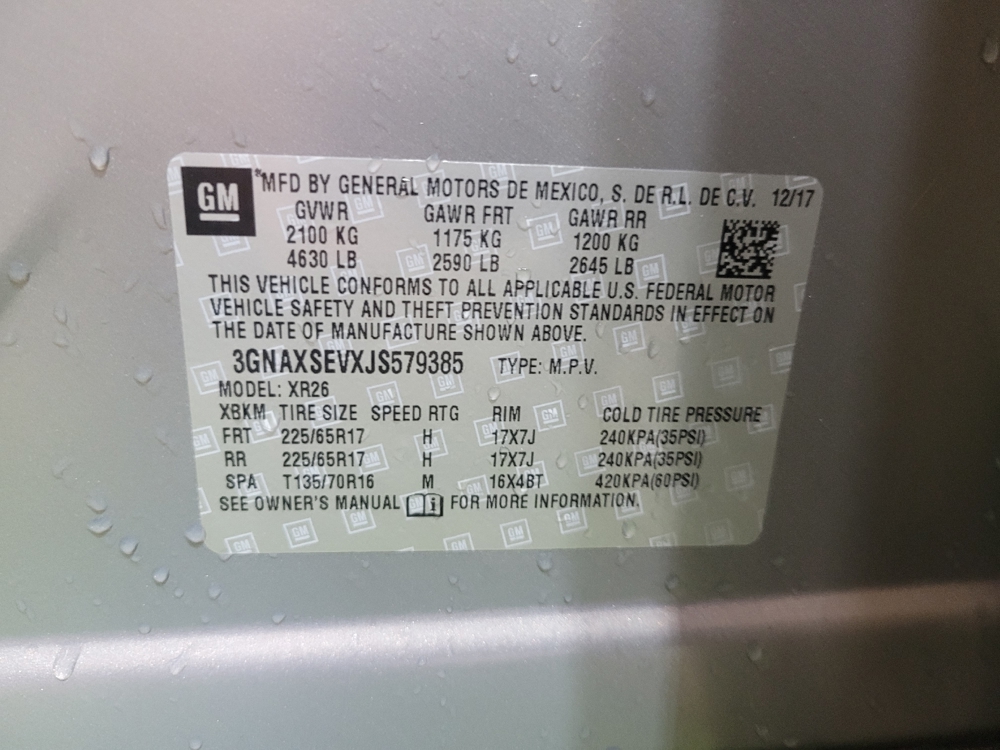 GM
®MFD BY GENERAL MOTORS DE MEXICO, S. DE R.L. DE C.V. 12/17
GVWR GAWR FRT GAWR RR
2100 KG 1175 KG 1200 KG
4630 LB 2590 LB 2645 LB
THIS VEHICLE CONFORMS TO ALL APPLICABLE U.S. FEDERAL MOTOR
VEHICLE SAFETY AND THEFT PREVENTION STANDARDS IN EFFECT ON
THE DATE OF MANUFACTURE SHOWN ABOVE.
3GNAXSEVXJS579385 TYPE: M.P.V.
MODEL: XR26
XBKM TIRE SIZE SPEED RTG RIM COLD TIRE PRESSURE
FRT 225/65R17 H 17X7J 240KPA(35PSI)
RR 225/65R17 H 17X7J 240KPA(35PSI)
SPA T135/70R16 M 16X4BT 420KPA(60PSI)
SEE OWNER'S MANUAL i FOR MORE INFORMATION.